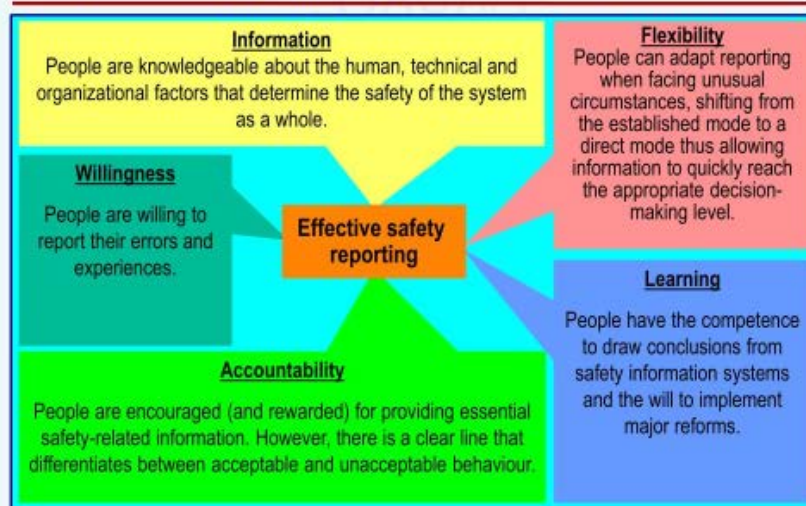 Information
People are knowledgeable about the human, technical and
organizational factors that determine the safety of the system
as a whole.
Flexibility
People can adapt reporting
when facing unusual
circumstances, shifting from
the established mode to a
direct mode thus allowing
information to quickly reach
the appropriate decision-
making level.
Willingness
People are willing to
report their errors and
experiences.
Effective safety
reporting
Learning
People have the competence
to draw conclusions from
safety information systems
and the will to implement
major reforms.
Accountability
People are encouraged (and rewarded) for providing essential
safety-related information. However, there is a clear line that
differentiates between acceptable and unacceptable behaviour.